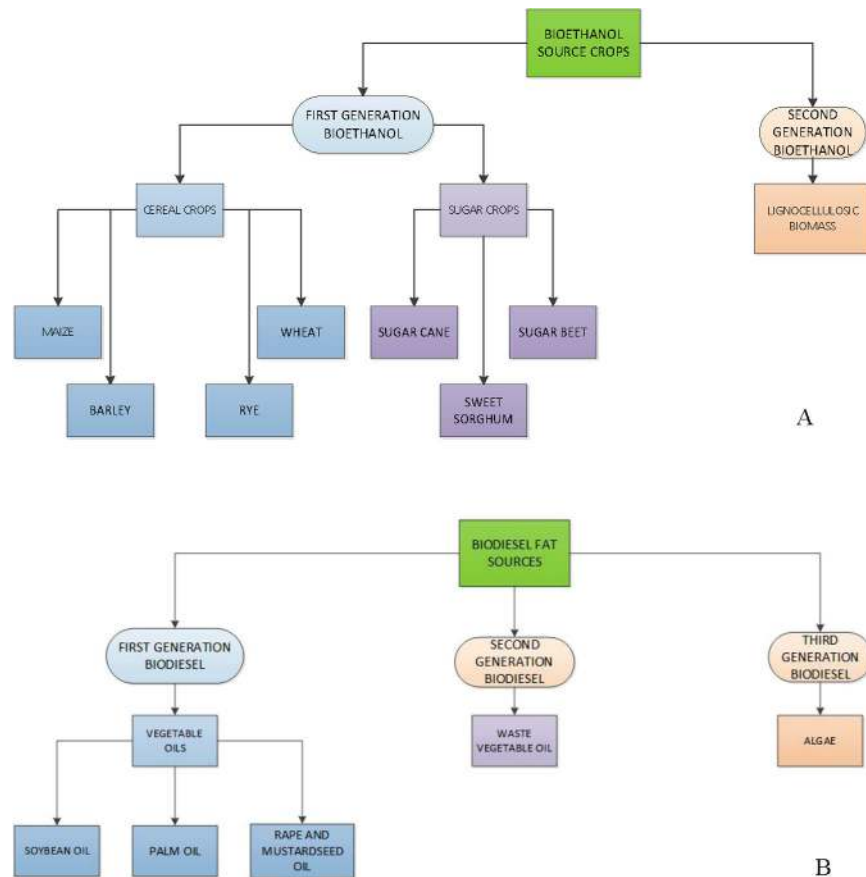 BIOETHANOL
SOURCE CROPS
FIRST GENERATION
BIOETHANOL
SECOND
GENERATION
BIOETHANOL
CEREAL CROPS
SUGAR CROPS
LIGNOCELLULOSIC
BIOMASS
MAIZE
WHEAT
SUGAR CANE
SUGAR BEET
BARLEY
RYE
SWEET
SORGHUM
A
BIODIESEL FAT
SOURCES
FIRST GENERATION
BIODIESEL
SECOND
GENERATION
BIODIESEL
THIRD
GENERATION
BIODIESEL
VEGETABLE
OILS
WASTE
VEGETABLE OIL
ALGAE
SOYBEAN OIL
PALM OIL
RAPE AND
MUSTARDSEED
OIL
B